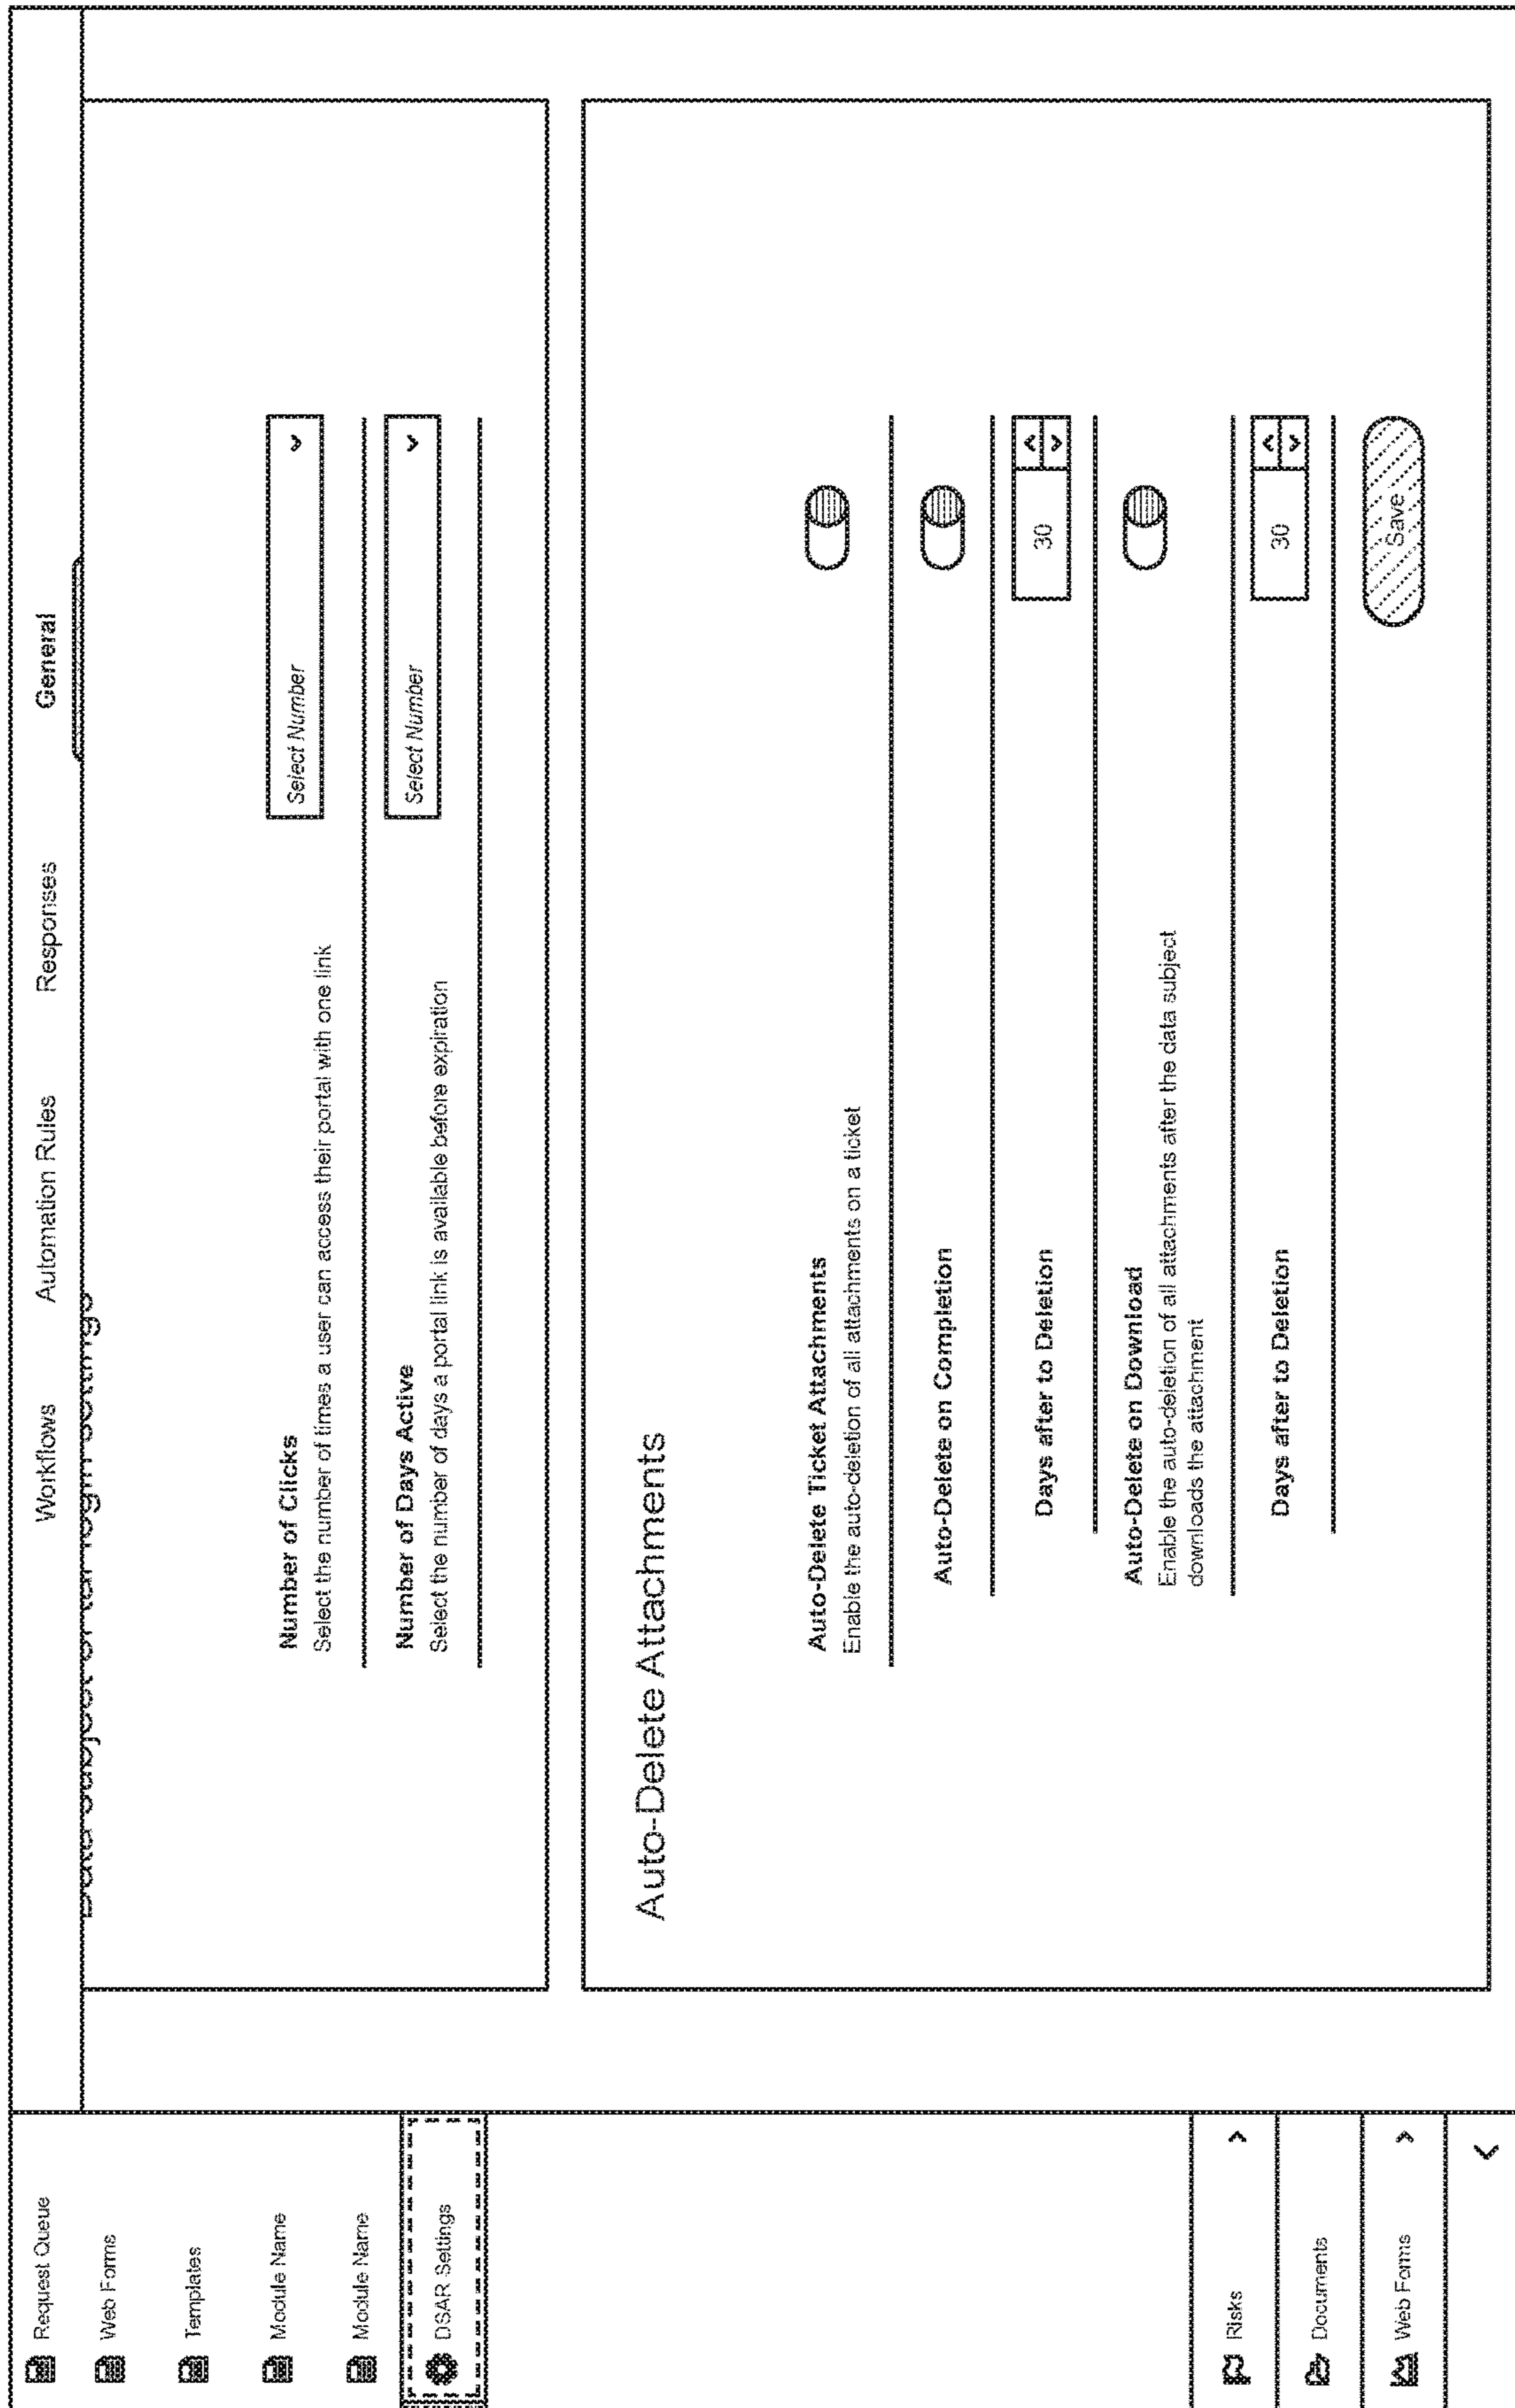 Request Queue
Web Forms
Templates
Module Name
Module Name
DSAR Settings
Risks
Documents
Web Forms
Workflows
Automation Rules
Responses
General
Number of Clicks
Select the number of times a user can access their portal with one link
Select Number
Number of Days Active
Select the number of days a portal link is available before expiration
Select Number
Auto-Delete Attachments
Auto-Delete Ticket Attachments
Enable the auto-deletion of all attachments on a ticket
Auto-Delete on Completion
Days after to Deletion
30
Auto-Delete on Download
Enable the auto-deletion of all attachments after the data subject
downloads the attachment
Days after to Deletion
30
Save